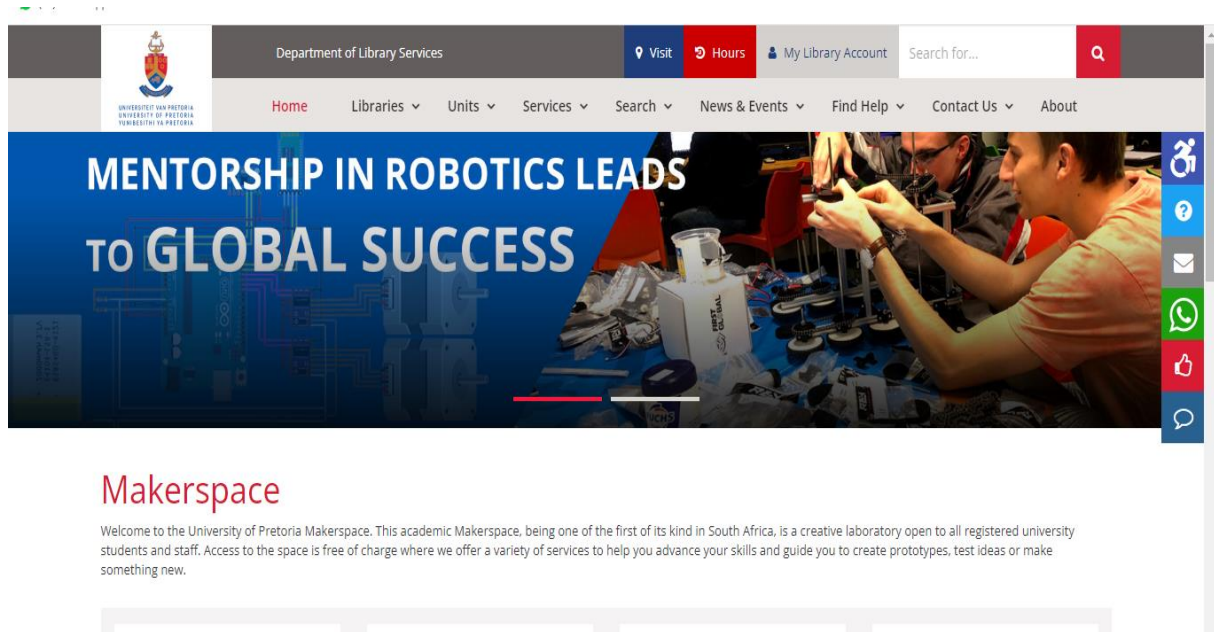 Department of Library Services
Visit
Hours
My Library Account
Search for...
UNIVERSITEIT VAN PRETORIA
UNIVERSITY OF PRETORIA
YUNIBESITHI YA PRETORIA
Home
Libraries
Units
Services
Search
News & Events
Find Help
Contact Us
About
MENTORSHIP IN ROBOTICS LEADS
TO GLOBAL SUCCESS
FIRST
GLOBAL
Makerspace
Welcome to the University of Pretoria Makerspace. This academic Makerspace, being one of the first of its kind in South Africa, is a creative laboratory open to all registered university
students and staff. Access to the space is free of charge where we offer a variety of services to help you advance your skills and guide you to create prototypes, test ideas or make
something new.